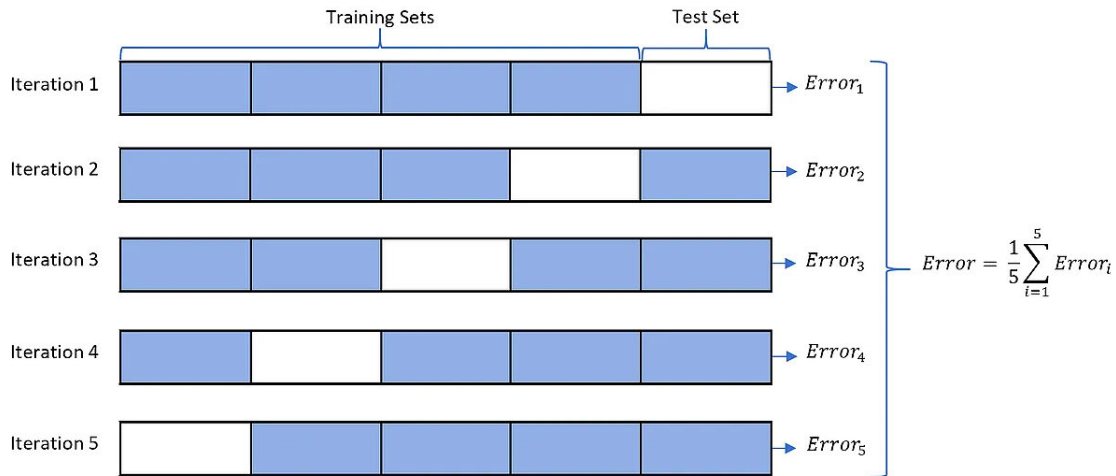 Training Sets
Test Set
Iteration 1
Error₁
Iteration 2
Error₂
Iteration 3
Error₃
Error = 1/5 ∑_{i=1}^{5} Errorᵢ
Iteration 4
Error₄
Iteration 5
Error₅